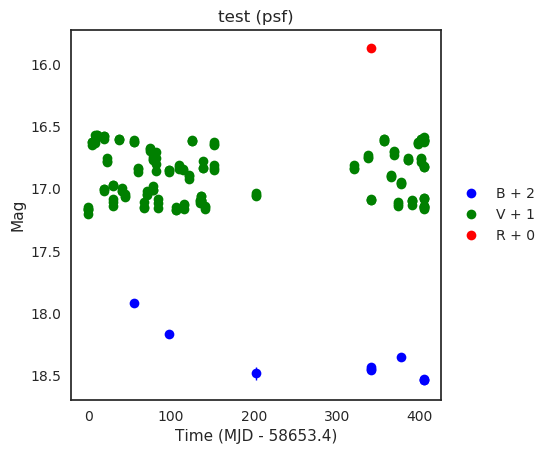 test (psf)
Mag
16.0
16.5
17.0
17.5
18.0
18.5
0
100
200
300
400
Time (MJD - 58653.4)
B + 2
V + 1
R + 0